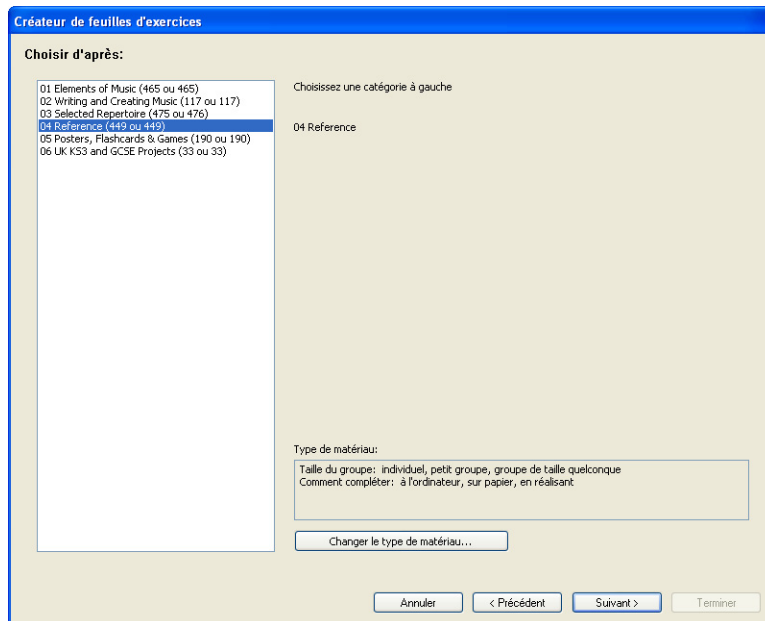 Créateur de feuilles d'exercices
Choisir d'après:
01 Elements of Music (465 ou 465)
02 Writing and Creating Music (117 ou 117)
03 Selected Repertoire (475 ou 476)
04 Reference (449 ou 449)
05 Posters, Flashcards & Games (190 ou 190)
06 UK KS3 and GCSE Projects (33 ou 33)
Choisissez une catégorie à gauche
04 Reference
Type de matériau:
Taille du groupe: individuel, petit groupe, groupe de taille quelconque
Comment compléter: à l'ordinateur, sur papier, en réalisant
Changer le type de matériau...
Annuler
< Précédent
Suivant >
Terminer